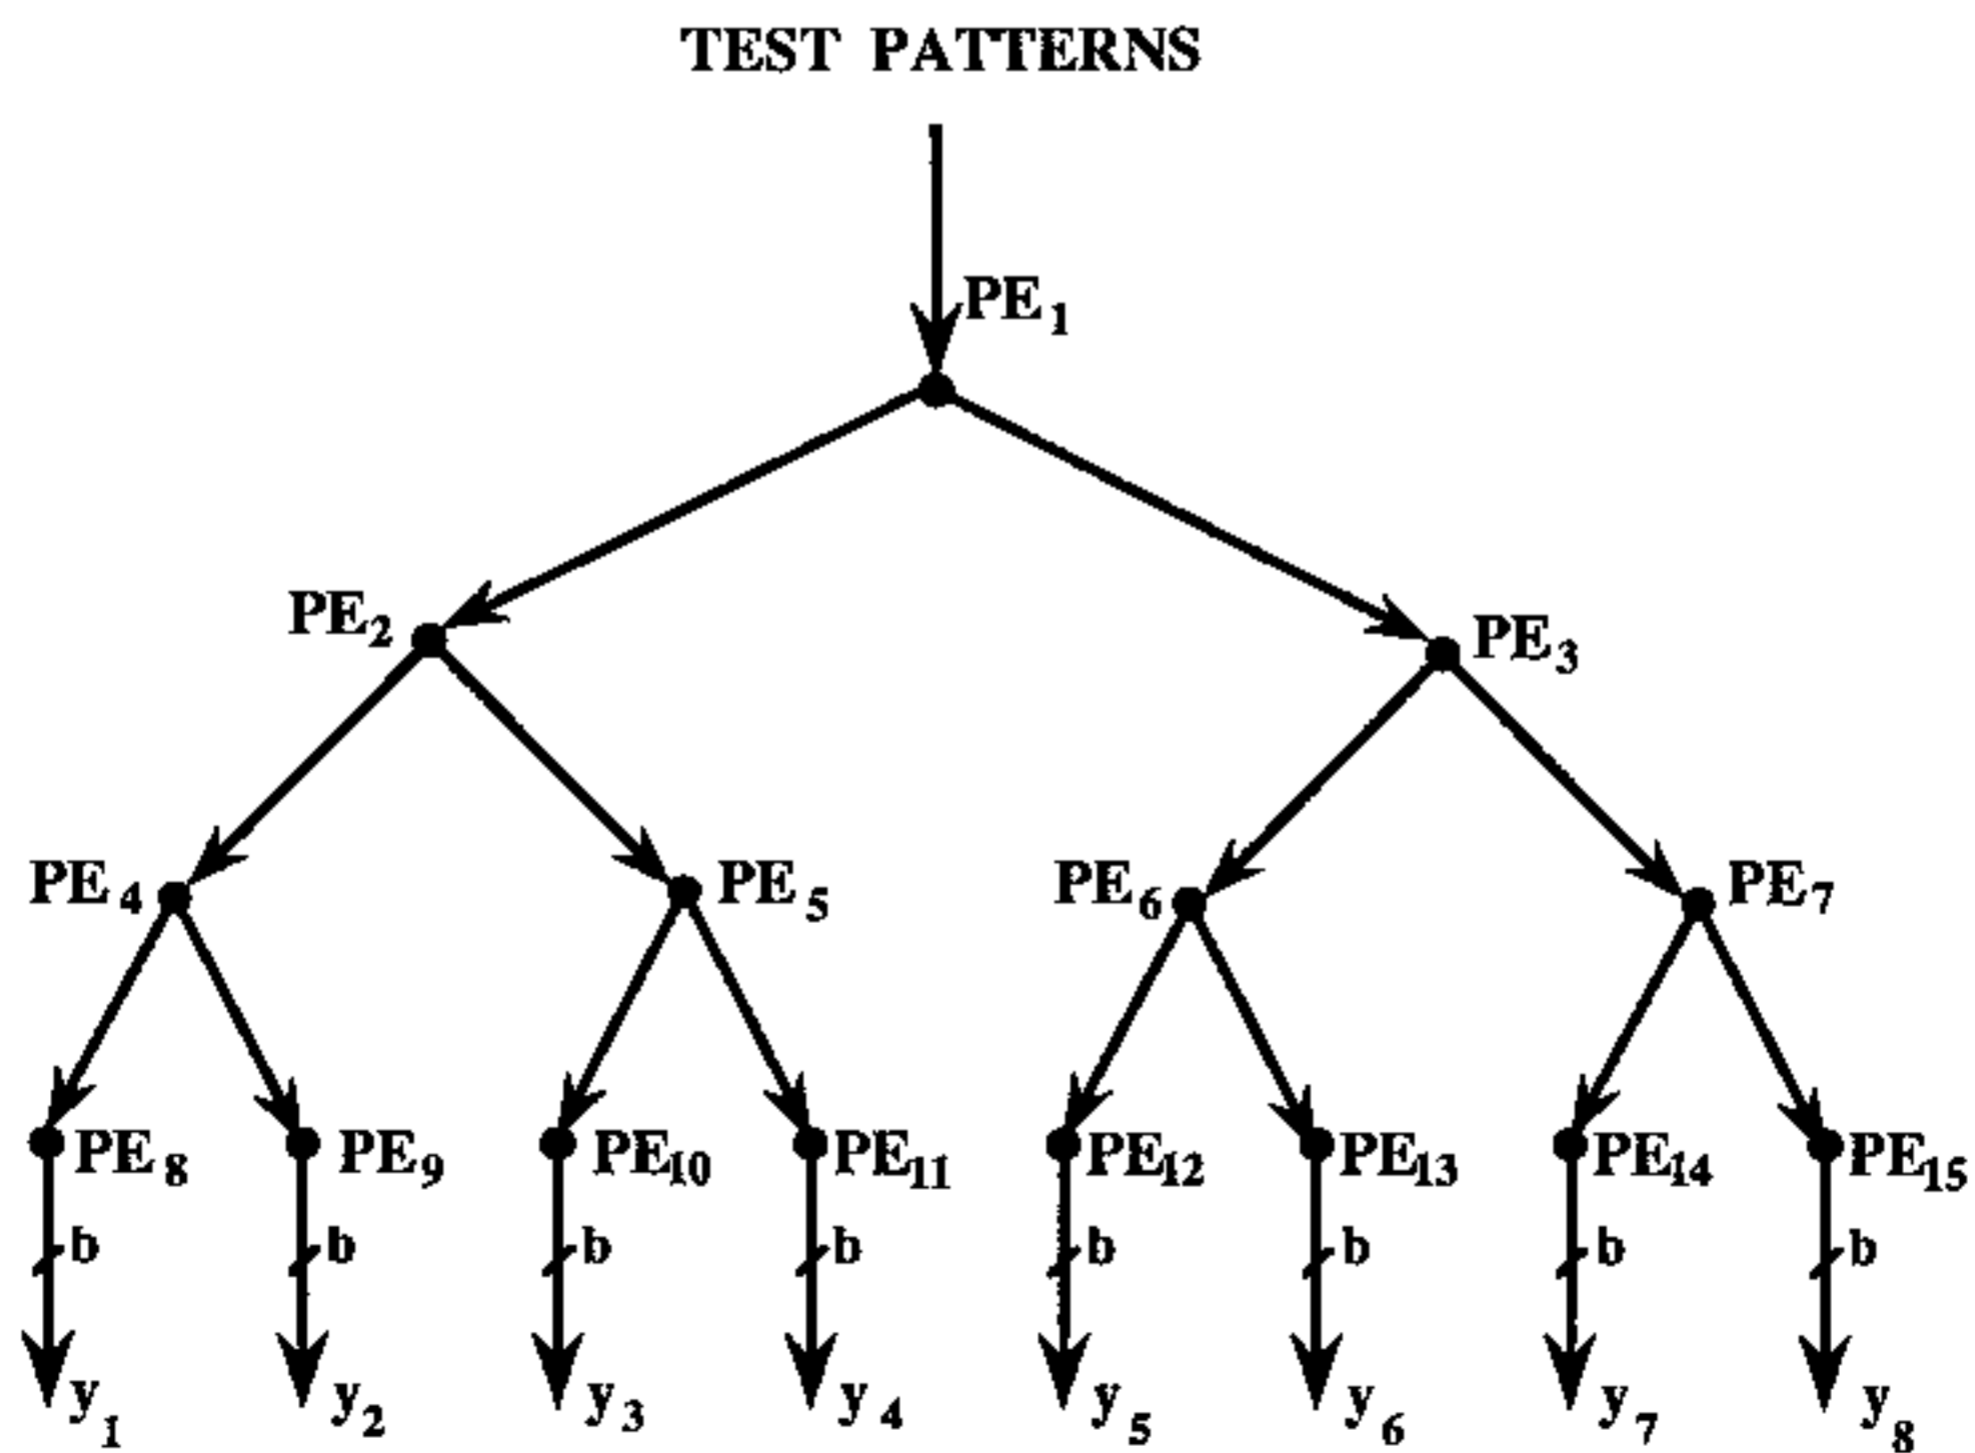 TEST PATTERNS
PE1
PE2 PE3
PE4 PE5 PE6 PE7
PE8 PE9 PE10 PE11 PE12 PE13 PE14 PE15
b b b b b b b b
y1 y2 y3 y4 y5 y6 y7 y8